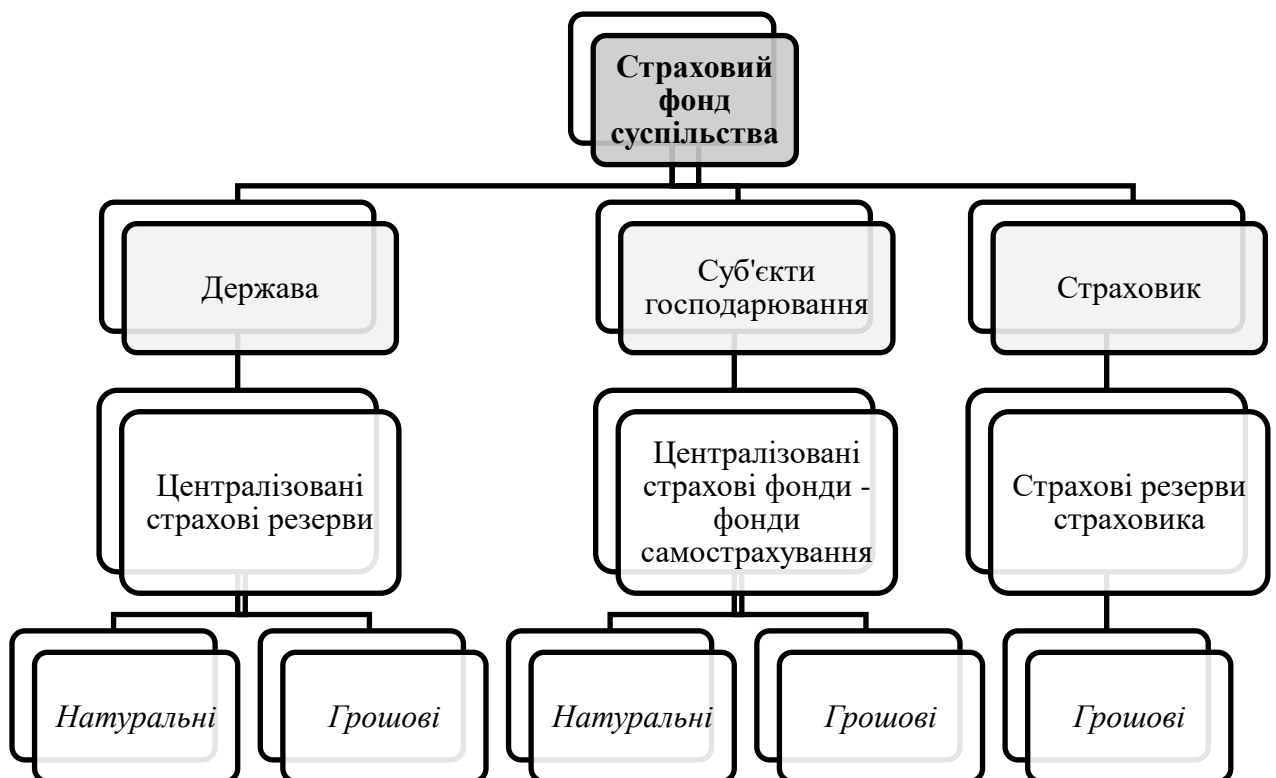 Страховий
фонд
суспільства
Держава
Суб'єкти
господарювання
Страховик
Централізовані
страхові резерви
Централізовані
страхові фонди -
фонди
самострахування
Страхові резерви
страховика
Натуральні
Грошові
Натуральні
Грошові
Грошові